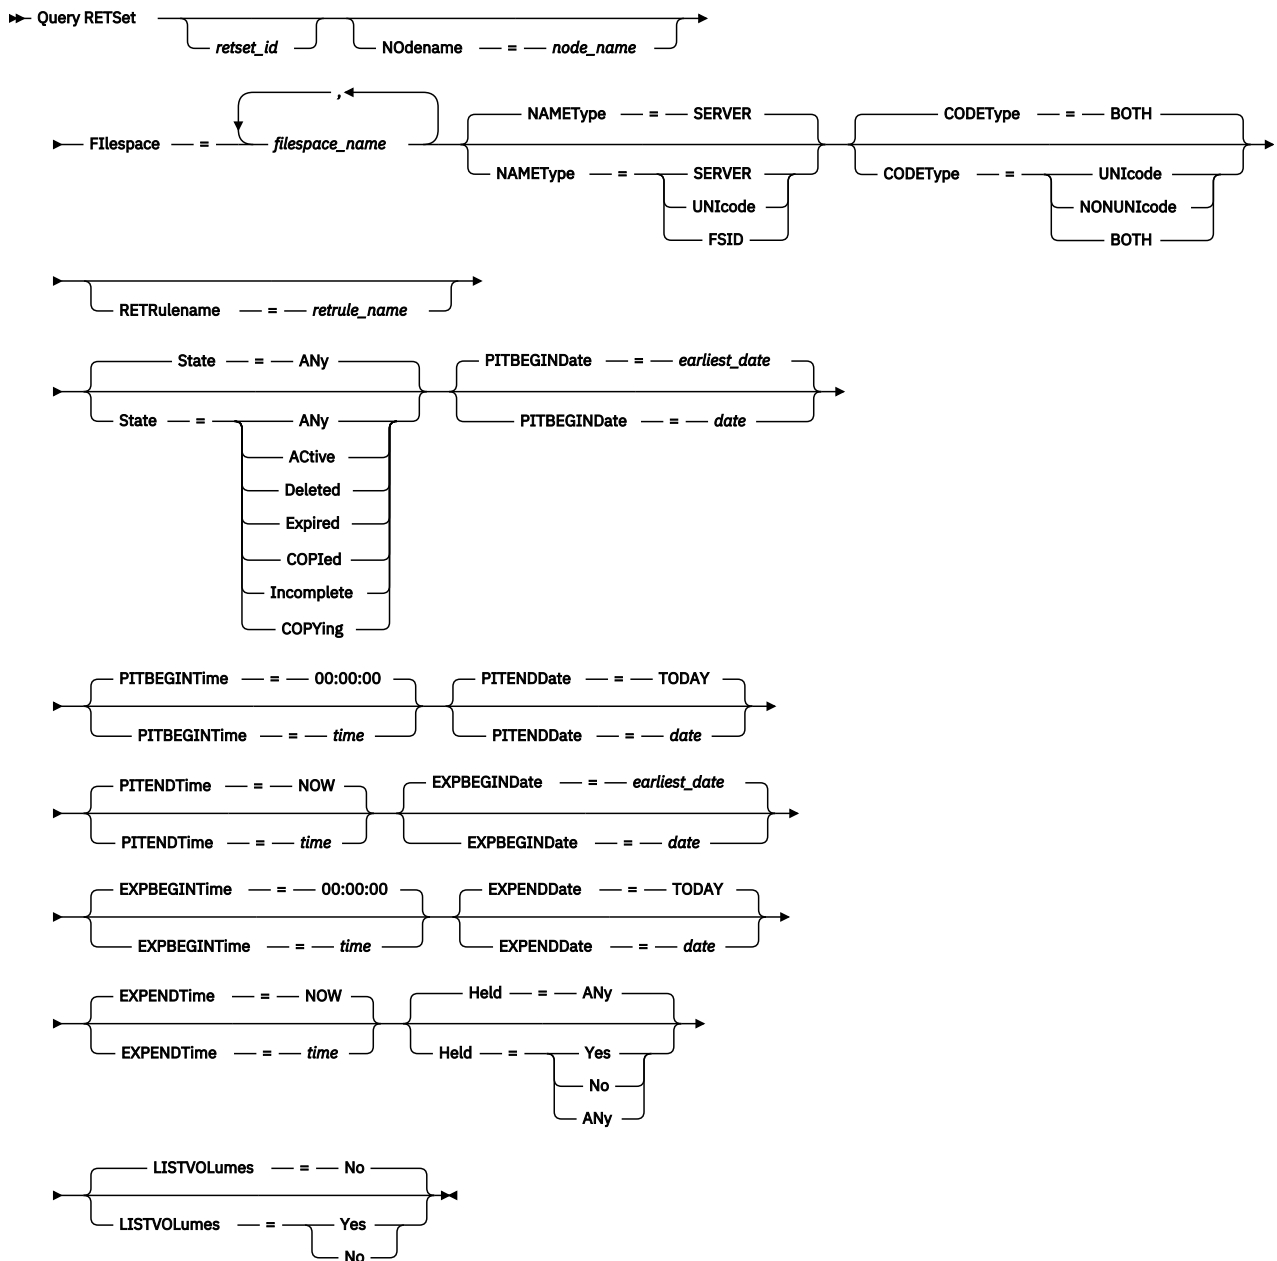 Query RETSet
retset_id
NOdename = node_name
,
FIlespace = filespace_name
NAMEType = SERVER
NAMEType = SERVER
UNIcode
FSID
CODEType = BOTH
CODEType = UNIcode
NONUNIcode
BOTH
RETRulename = retrule_name
State = ANy
State = ANy
ACtive
Deleted
Expired
COPIed
Incomplete
COPYing
PITBEGINDate = earliest_date
PITBEGINDate = date
PITBEGINTime = 00:00:00
PITBEGINTime = time
PITENDDate = TODAY
PITENDDate = date
PITENDTime = NOW
PITENDTime = time
EXPBEGINDate = earliest_date
EXPBEGINDate = date
EXPBEGINTime = 00:00:00
EXPBEGINTime = time
EXPENDDate = TODAY
EXPENDDate = date
EXPENDTime = NOW
EXPENDTime = time
Held = ANy
Held = Yes
No
ANy
LISTVOLumes = No
LISTVOLumes = Yes
No